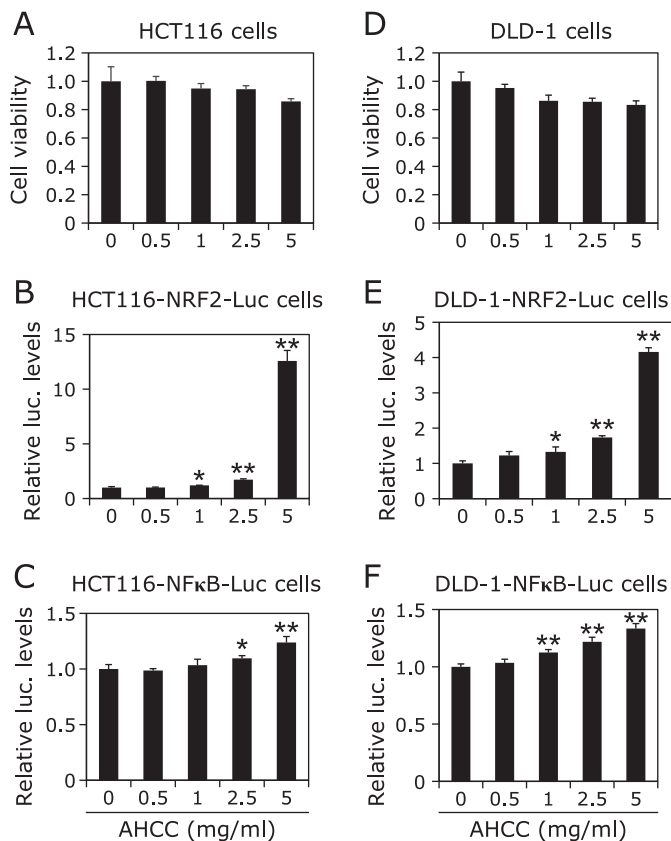 A
HCT116 cells
Cell viability
1.2
1.0
0.8
0.6
0.4
0.2
0
0 0.5 1 2.5 5
B
HCT116-NRF2-Luc cells
Relative luc. levels
15
10
5
0
* ** **
0 0.5 1 2.5 5
C
HCT116-NFκB-Luc cells
Relative luc. levels
1.5
1.0
0.5
0
* **
0 0.5 1 2.5 5
AHCC (mg/ml)
D
DLD-1 cells
Cell viability
1.2
1.0
0.8
0.6
0.4
0.2
0
0 0.5 1 2.5 5
E
DLD-1-NRF2-Luc cells
Relative luc. levels
5
4
3
2
1
0
* ** **
0 0.5 1 2.5 5
F
DLD-1-NFκB-Luc cells
Relative luc. levels
1.5
1.0
0.5
0
** ** **
0 0.5 1 2.5 5
AHCC (mg/ml)